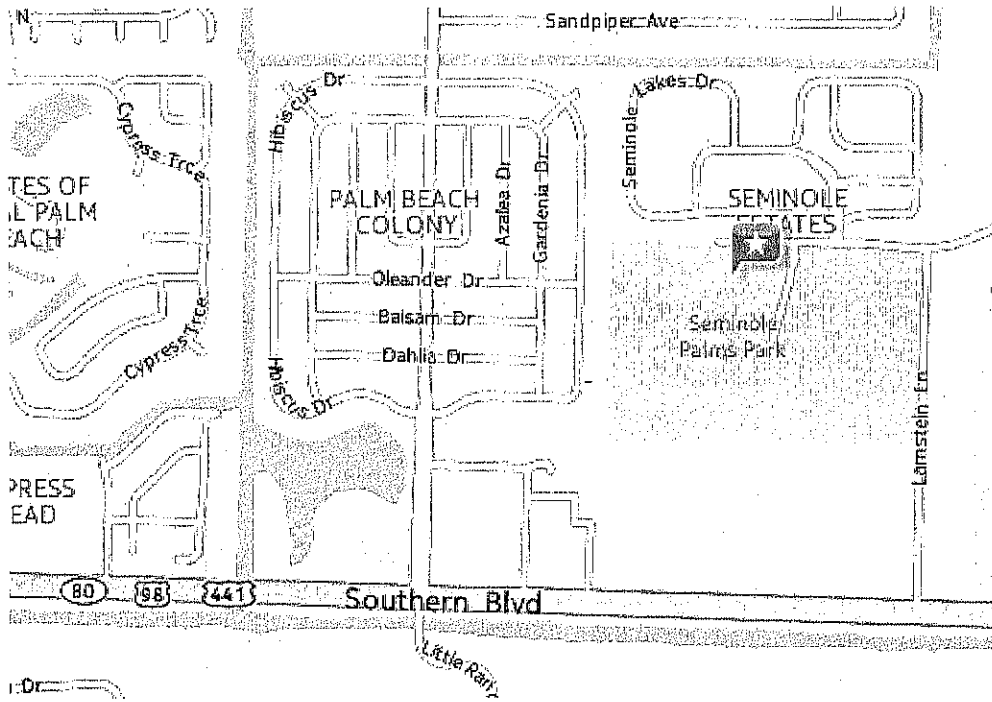 N
Sandpiper Ave
Hibiscus Dr
Seminole Lakes Dr
Cypress Trce
TES OF
L PALM
EACH
PALM BEACH
COLONY
Azalea Dr
Gardenia Dr
SEMINOLE
ESTATES
Oleander Dr
Balsam Dr
Dahlia Dr
Cypress Trce
Hibiscus Dr
Seminole
Palms Park
Lamstein Ln
PRESS
EAD
80
98
441
Southern Blvd
Little Ran
Dr